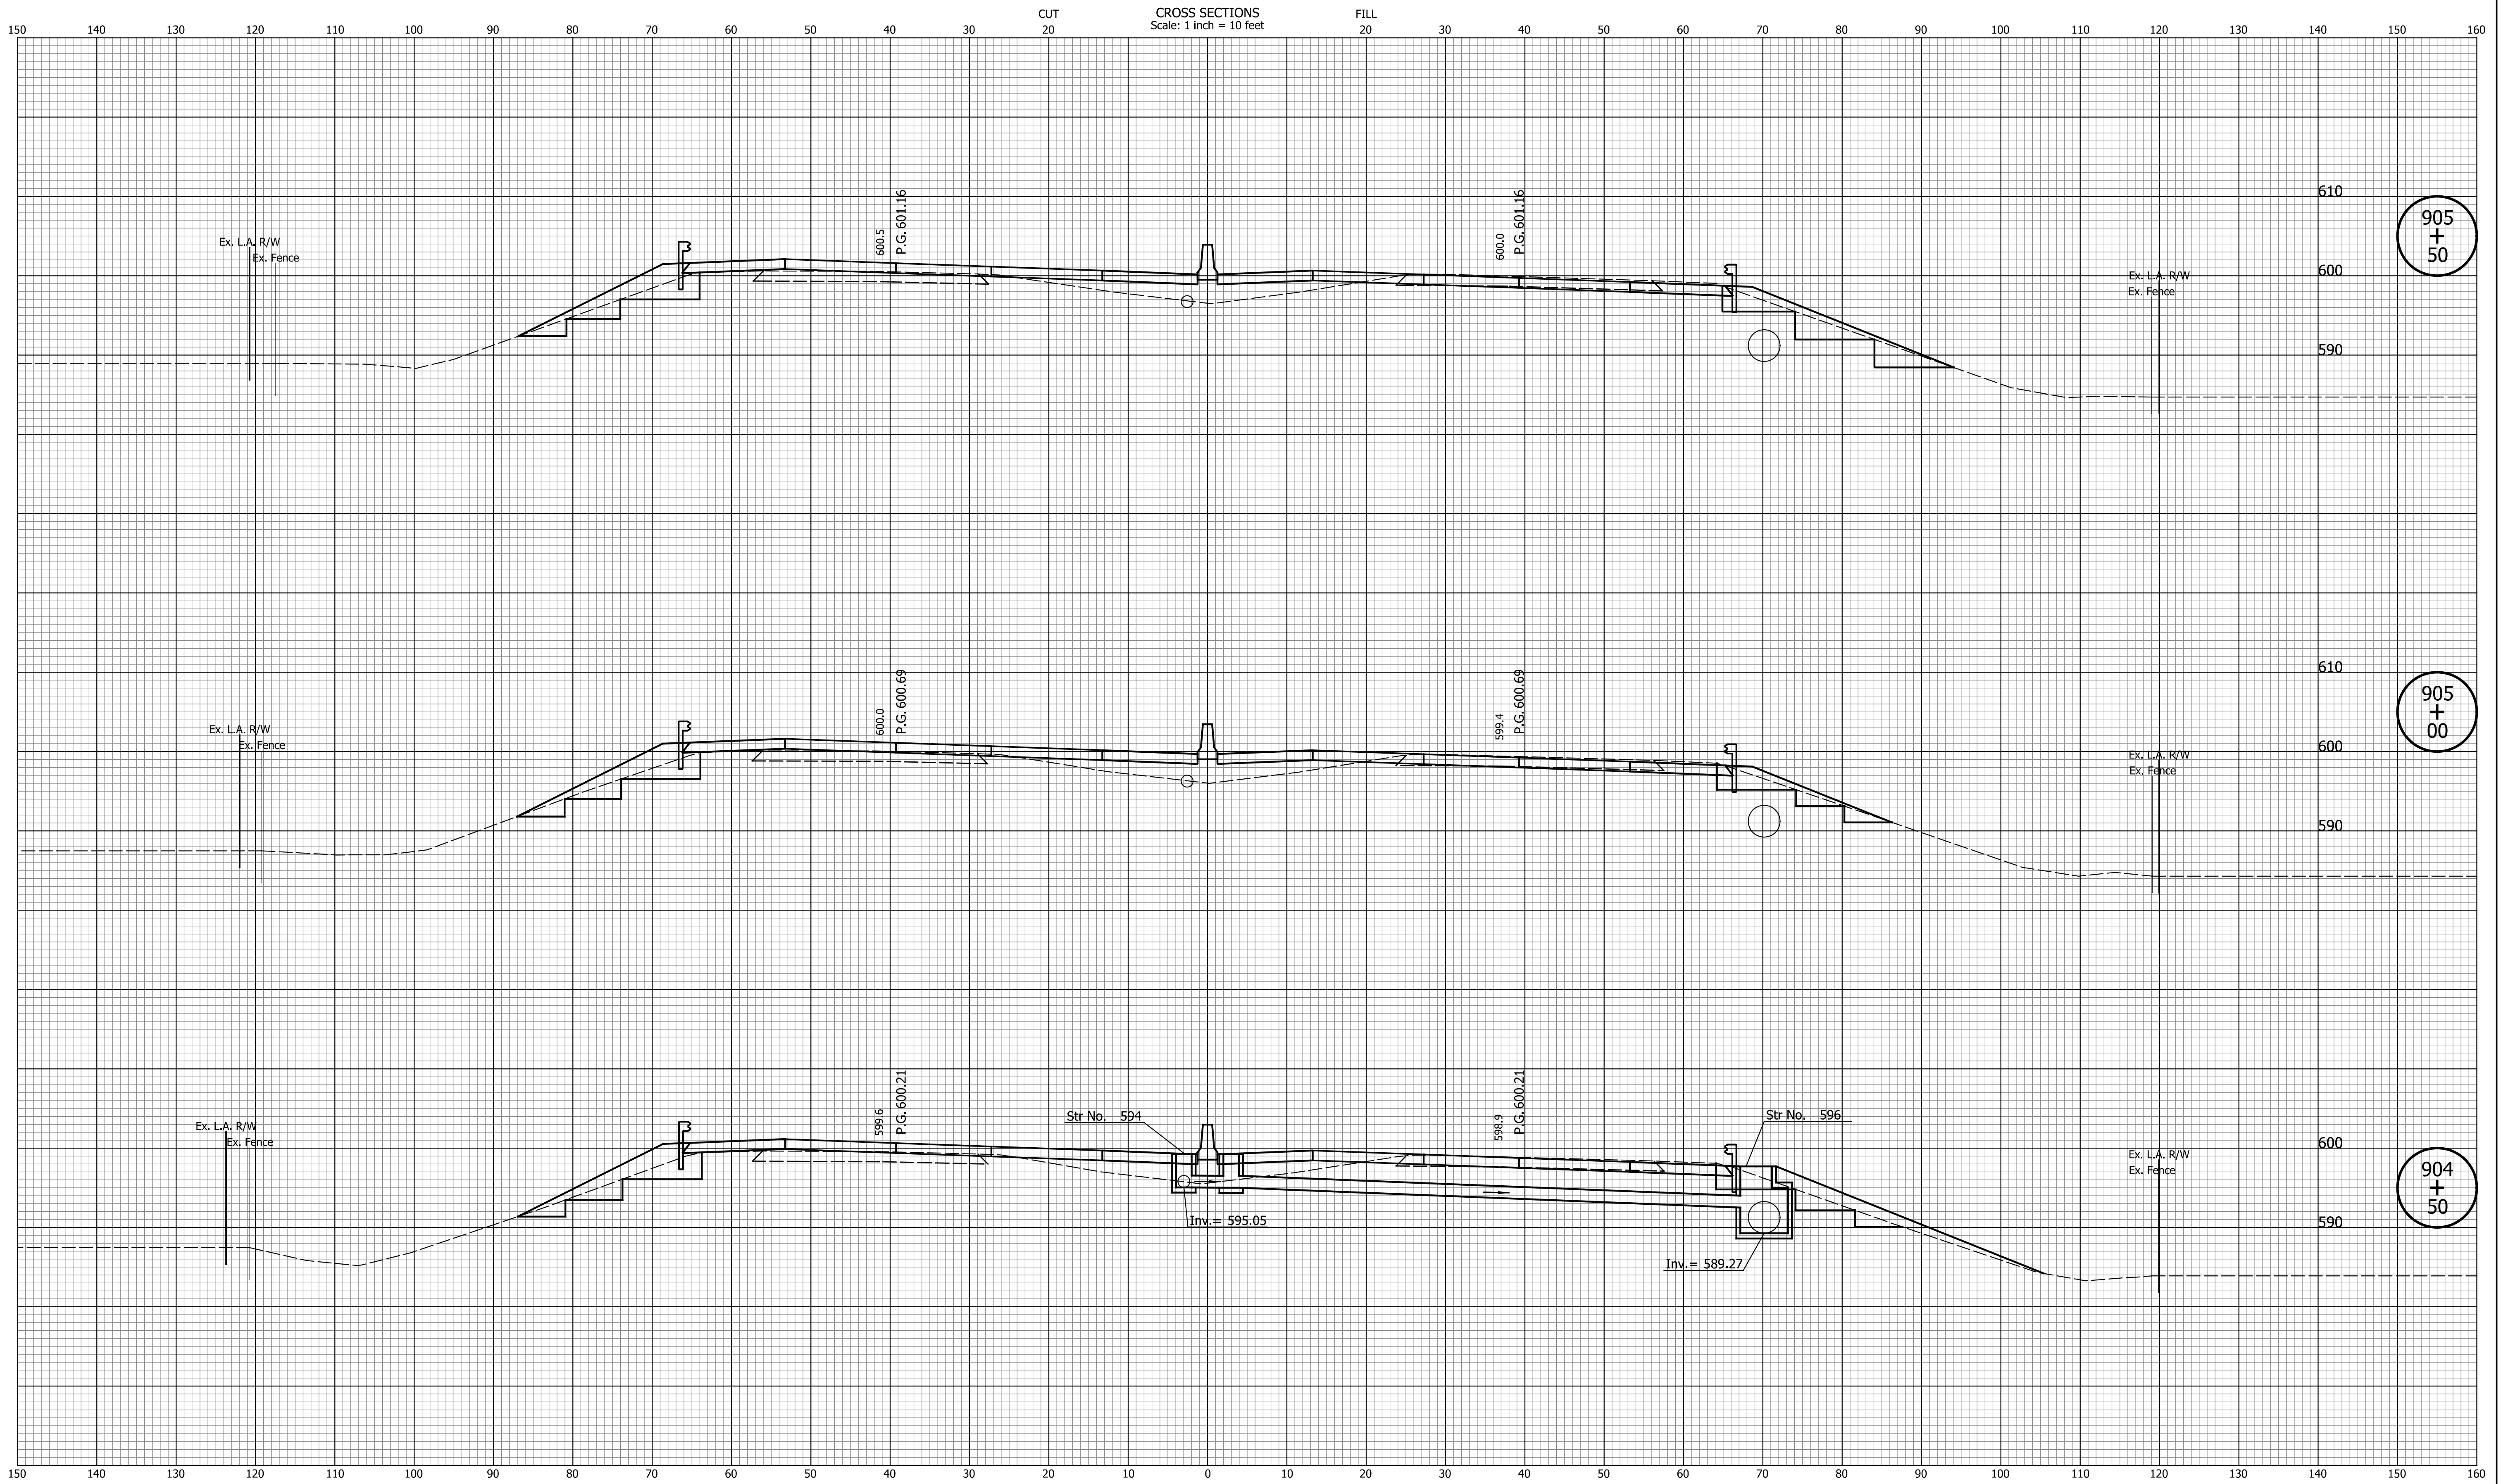 CUT CROSS SECTIONS FILL
Scale: 1 inch = 10 feet
150 140 130 120 110 100 90 80 70 60 50 40 30 20 10 0 20 30 40 50 60 70 80 90 100 110 120 130 140 150 160
610
905
+
50
600
590
Ex. L.A. R/W
Ex. Fence
600.5
P.G. 601.16
600.0
P.G. 601.16
Ex. L.A. R/W
Ex. Fence
610
905
+
00
600
590
Ex. L.A. R/W
Ex. Fence
600.0
P.G. 600.69
599.4
P.G. 600.69
Ex. L.A. R/W
Ex. Fence
600
904
+
50
590
Ex. L.A. R/W
Ex. Fence
599.6
P.G. 600.21
Str No. 594
Inv.= 595.05
598.9
P.G. 600.21
Str No. 596
Inv.= 589.27
Ex. L.A. R/W
Ex. Fence
150 140 130 120 110 100 90 80 70 60 50 40 30 20 10 0 10 20 30 40 50 60 70 80 90 100 110 120 130 140 150 160